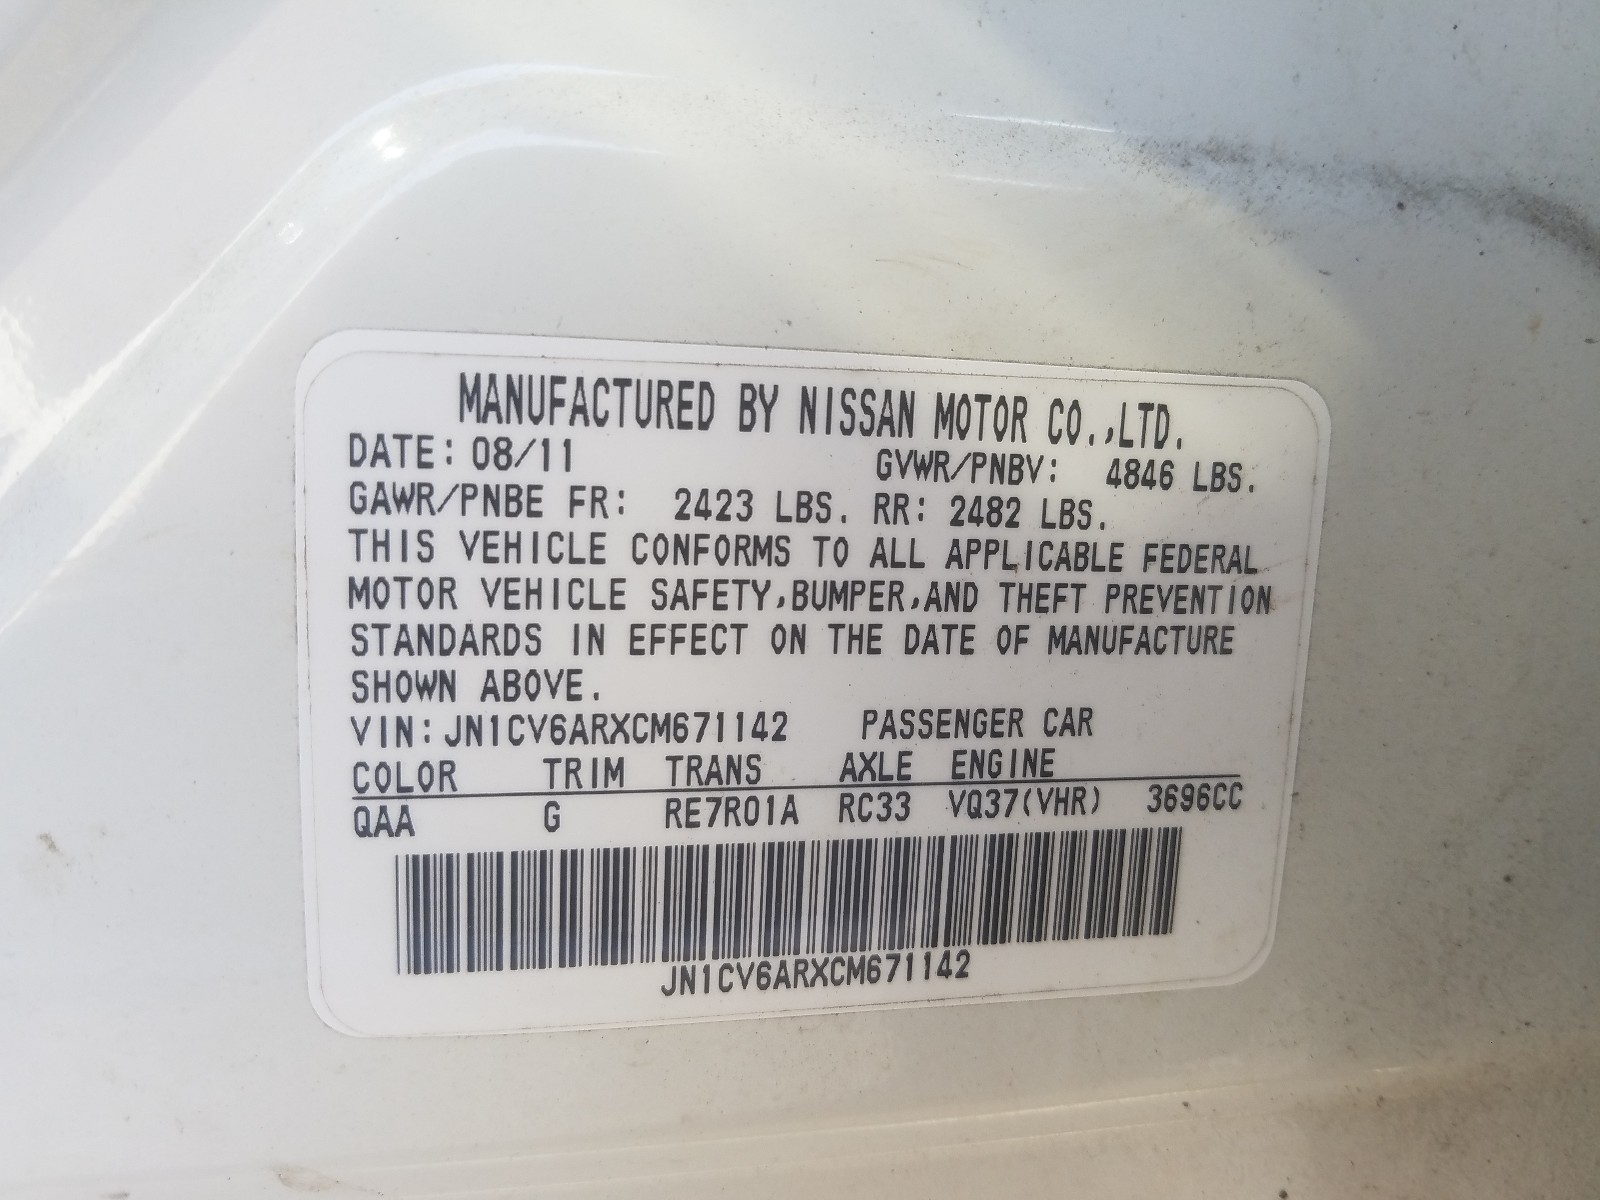 MANUFACTURED BY NISSAN MOTOR CO.,LTD.
DATE: 08/11 GVWR/PNBV: 4846 LBS.
GAWR/PNBE FR: 2423 LBS. RR: 2482 LBS.
THIS VEHICLE CONFORMS TO ALL APPLICABLE FEDERAL
MOTOR VEHICLE SAFETY,BUMPER,AND THEFT PREVENTION
STANDARDS IN EFFECT ON THE DATE OF MANUFACTURE
SHOWN ABOVE.
VIN: JN1CV6ARXCM671142 PASSENGER CAR
COLOR TRIM TRANS AXLE ENGINE
QAA G RE7R01A RC33 VQ37(VHR) 3696CC
JN1CV6ARXCM671142